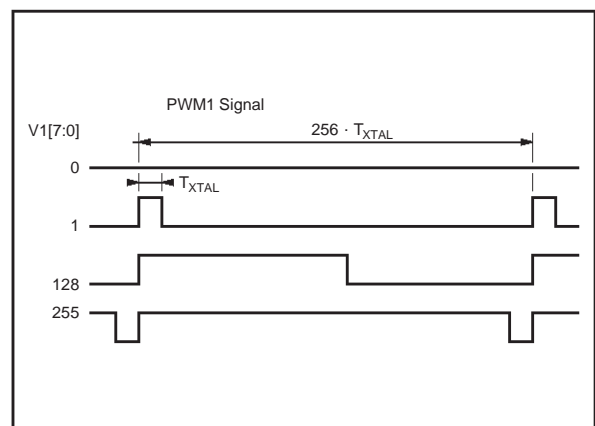 PWM1 Signal
V1[7:0]
256 · TXTAL
0
TXTAL
1
128
255